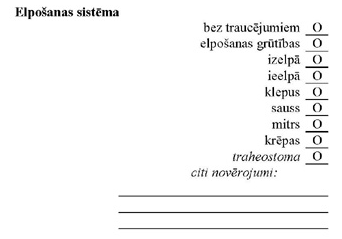 Elpošanas sistēma
bez traucējumiem O
elpošanas grūtības O
izelpā O
ieelpā O
klepus O
sauss O
mitrs O
krēpas O
traheostoma O
citi novērojumi: